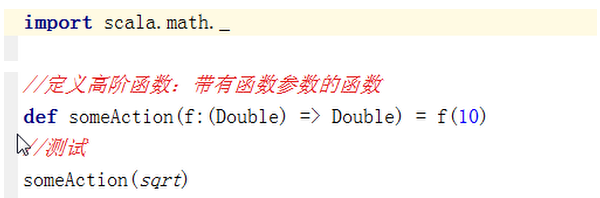 import scala.math._
//定义高阶函数：带有函数参数的函数
def someAction(f:(Double) => Double) = f(10)
//测试
someAction(sqrt)